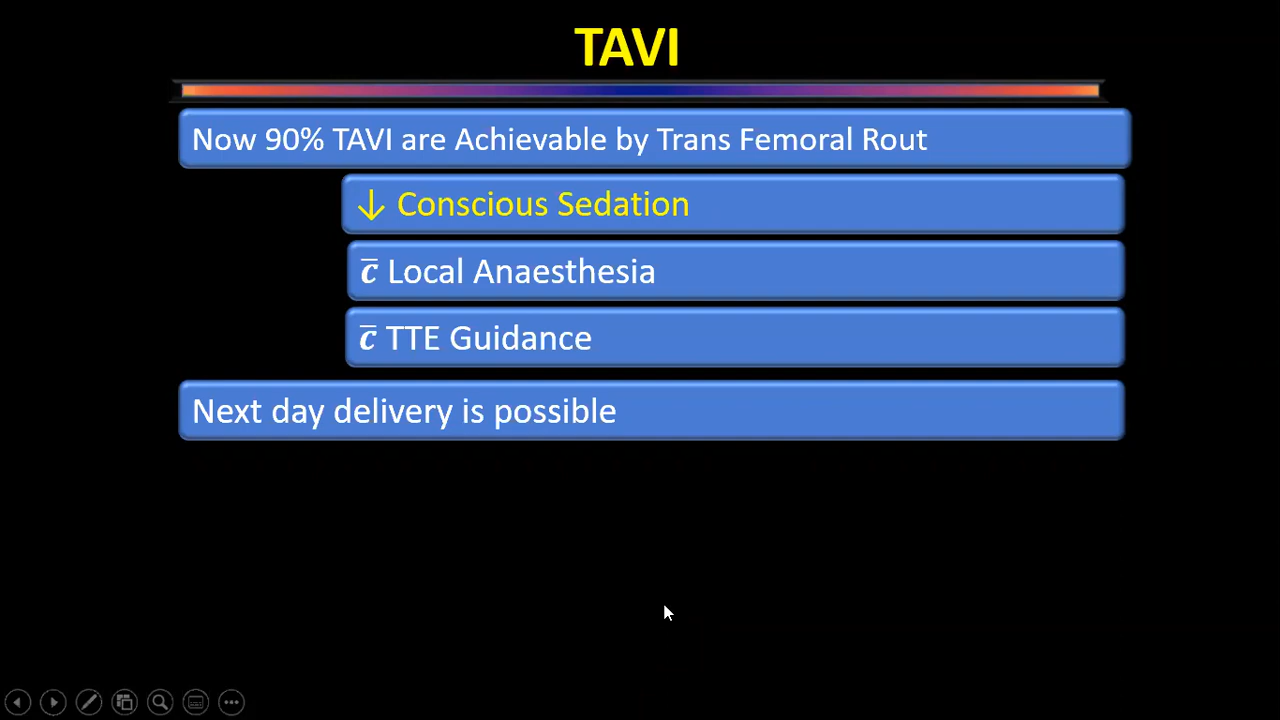 TAVI
Now 90% TAVI are Achievable by Trans Femoral Rout
↓ Conscious Sedation
c̅ Local Anaesthesia
c̅ TTE Guidance
Next day delivery is possible